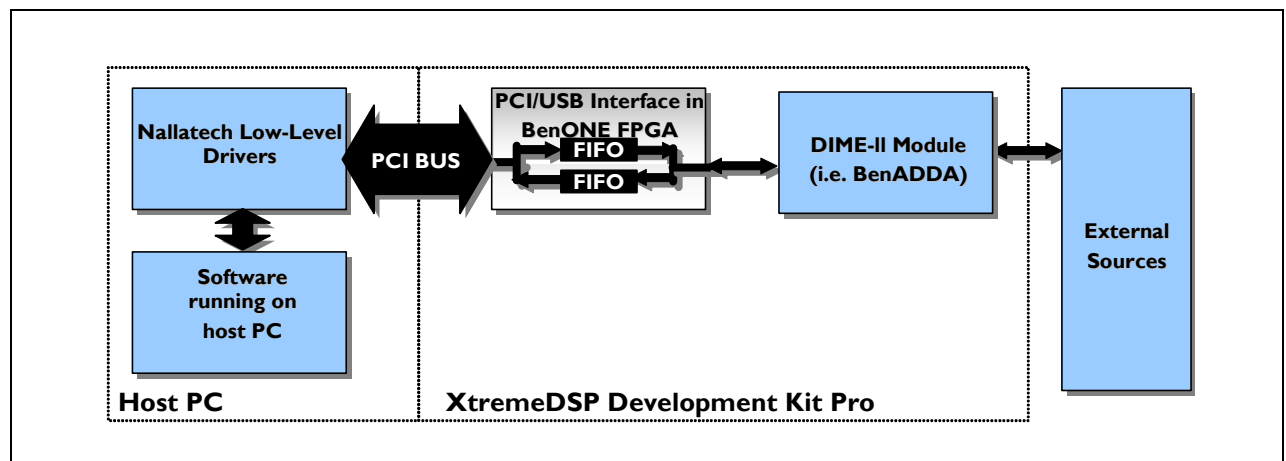 Nallatech Low-Level
Drivers
PCI BUS
PCI/USB Interface in
BenONE FPGA
FIFO
FIFO
DIME-II Module
(i.e. BenADDA)
External
Sources
Software
running on
host PC
Host PC
XtremeDSP Development Kit Pro